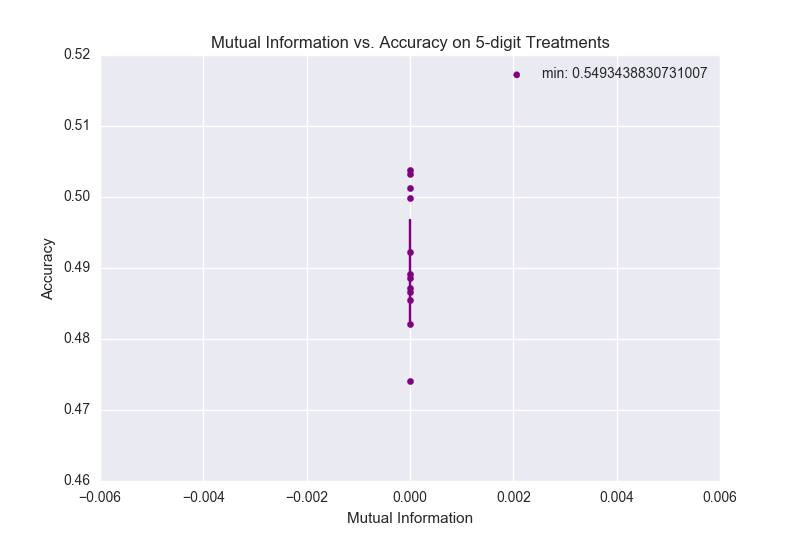 Mutual Information vs. Accuracy on 5-digit Treatments
min: 0.5493438830731007
0.52
0.51
0.50
0.49
0.48
0.47
0.46
Accuracy
−0.006 −0.004 −0.002 0.000 0.002 0.004 0.006
Mutual Information